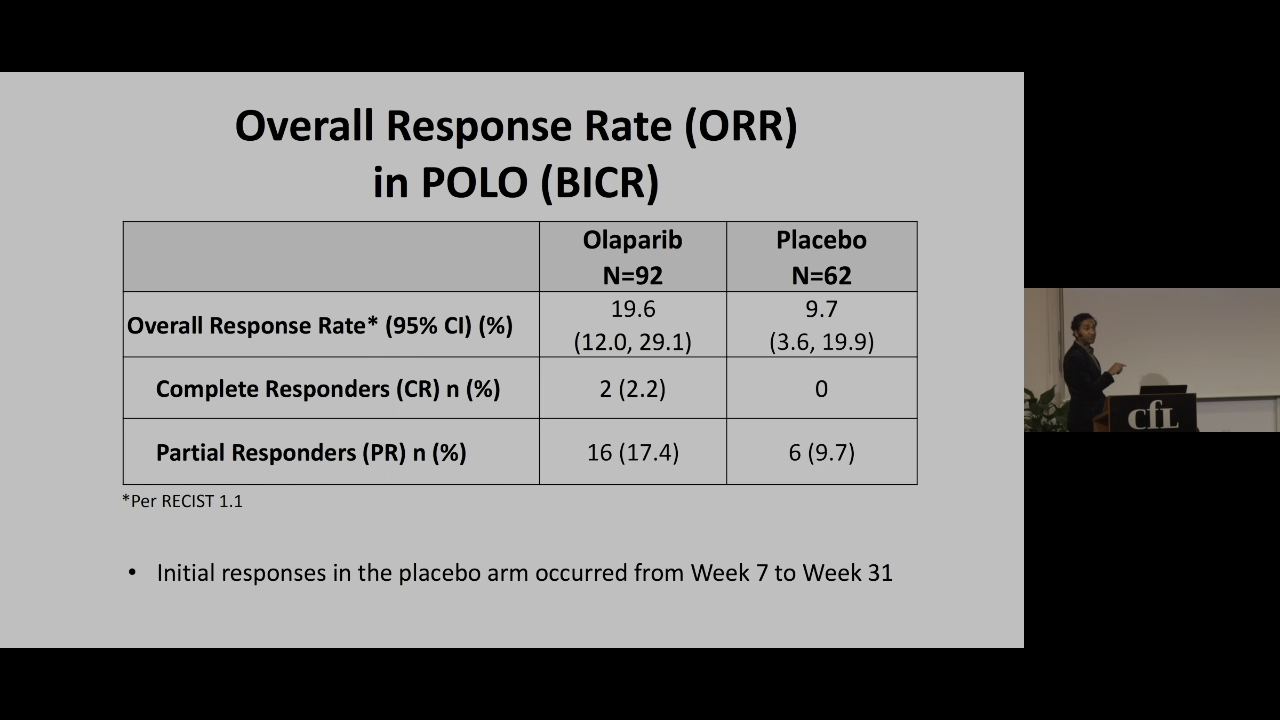 Overall Response Rate (ORR)
in POLO (BICR)
Olaparib
N=92
Placebo
N=62
Overall Response Rate* (95% CI) (%)
19.6
(12.0, 29.1)
9.7
(3.6, 19.9)
Complete Responders (CR) n (%)
2 (2.2)
0
Partial Responders (PR) n (%)
16 (17.4)
6 (9.7)
*Per RECIST 1.1
• Initial responses in the placebo arm occurred from Week 7 to Week 31
cfL